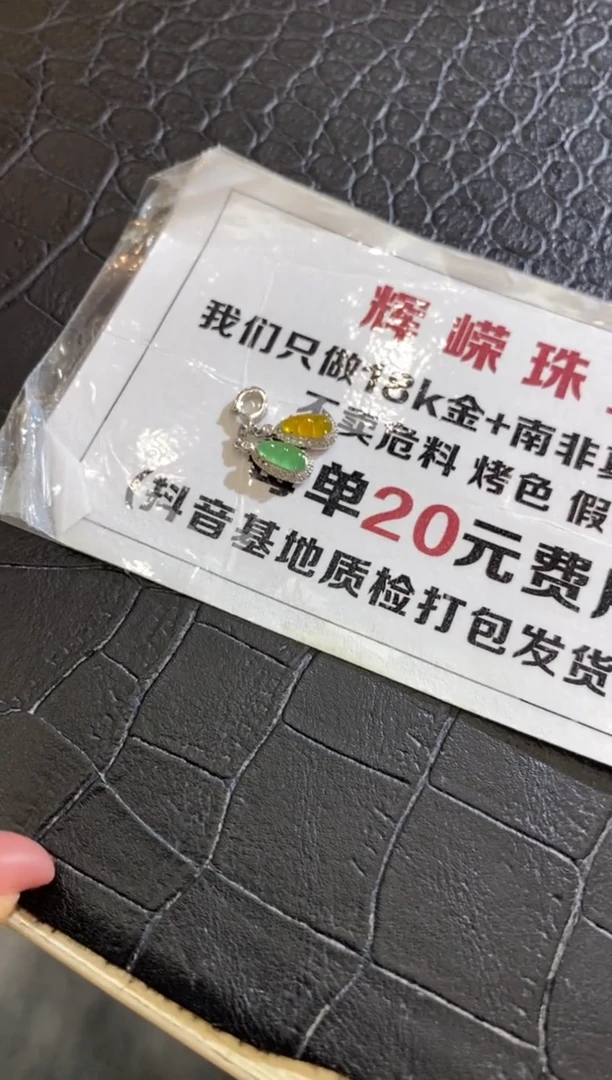 辉嵘珠
我们只做18k金+南非
不卖危料 烤色 假
单20元费
(抖音基地质检打包发货